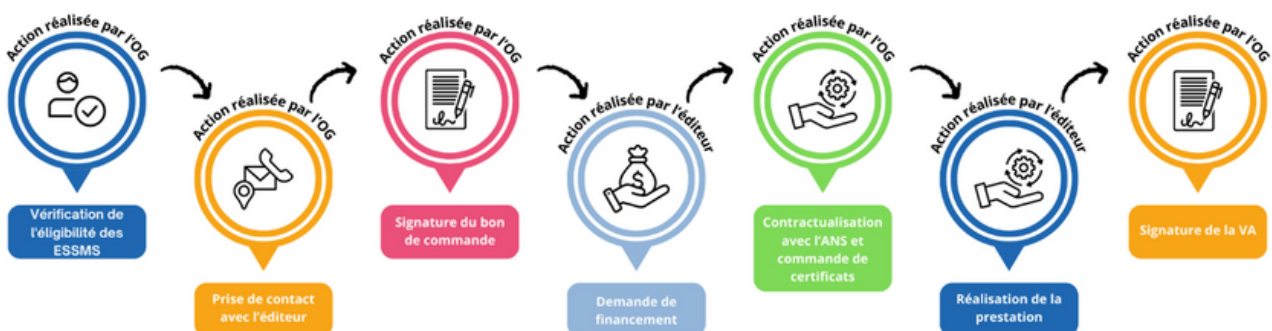 Action réalisée par l'OG
Vérification de
l'éligibilité des
ESSMS
Action réalisée par l'OG
Prise de contact
avec l'éditeur
Action réalisée par l'OG
Signature du bon
de commande
Action réalisée par l'éditeur
Demande de
financement
Action réalisée par l'OG
Contractualisation
avec l'ANS et
commande de
certificats
Action réalisée par l'éditeur
Réalisation de la
prestation
Action réalisée par l'OG
Signature de la VA